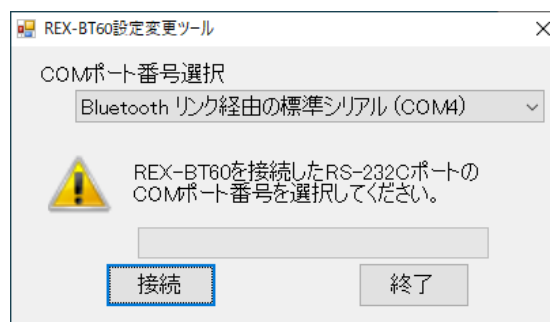 REX-BT60設定変更ツール
COMポート番号選択
Bluetooth リンク経由の標準シリアル (COM4)
REX-BT60を接続したRS-232Cポートの
COMポート番号を選択してください。
接続 終了